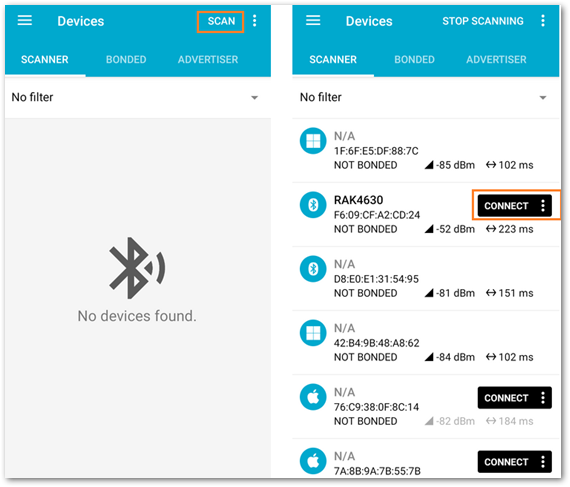 Devices
SCAN
SCANNER
BONDED
ADVERTISER
No filter
No devices found.
Devices
STOP SCANNING
SCANNER
BONDED
ADVERTISER
No filter
N/A
1F:6F:E5:DF:88:7C
NOT BONDED -85 dBm 102 ms
RAK4630
F6:09:CF:A2:CD:24
CONNECT
NOT BONDED -52 dBm 223 ms
N/A
D8:E0:E1:31:54:95
NOT BONDED -81 dBm 151 ms
N/A
42:B4:9B:48:A8:62
NOT BONDED -84 dBm 102 ms
N/A
76:C9:38:0F:8C:14
CONNECT
NOT BONDED -82 dBm 184 ms
N/A
7A:8B:9A:7B:55:7B
CONNECT